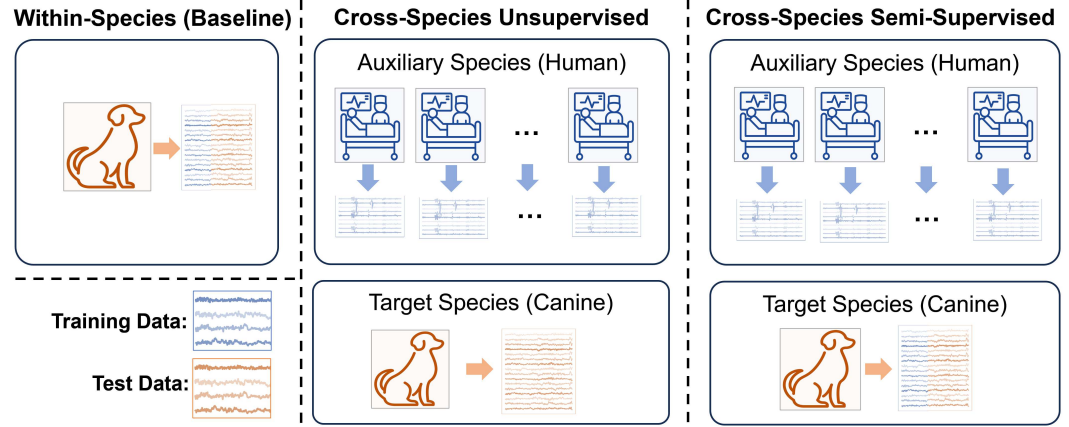 Within-Species (Baseline)
Training Data:
Test Data:
Cross-Species Unsupervised
Auxiliary Species (Human)
...
...
Target Species (Canine)
Cross-Species Semi-Supervised
Auxiliary Species (Human)
...
...
Target Species (Canine)